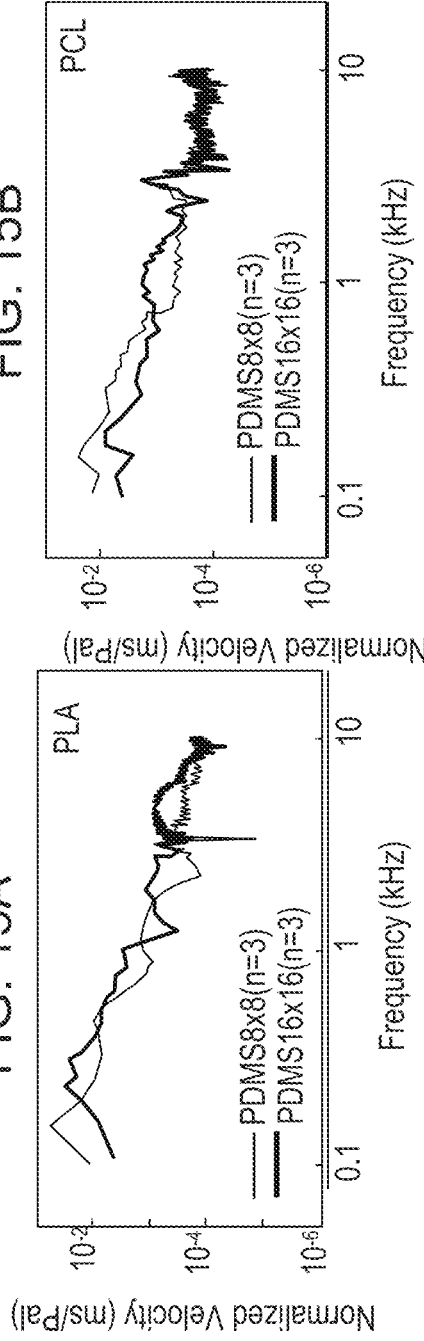 FIG. 15A
PLA
10⁻²
10⁻⁴
10⁻⁶
Normalized Velocity (ms/Pal)
PDMS8x8(n=3)
PDMS16x16(n=3)
0.1
1
10
Frequency (kHz)
FIG. 15B
PCL
10⁻²
10⁻⁴
10⁻⁶
Normalized Velocity (ms/Pal)
PDMS8x8(n=3)
PDMS16x16(n=3)
0.1
1
10
Frequency (kHz)